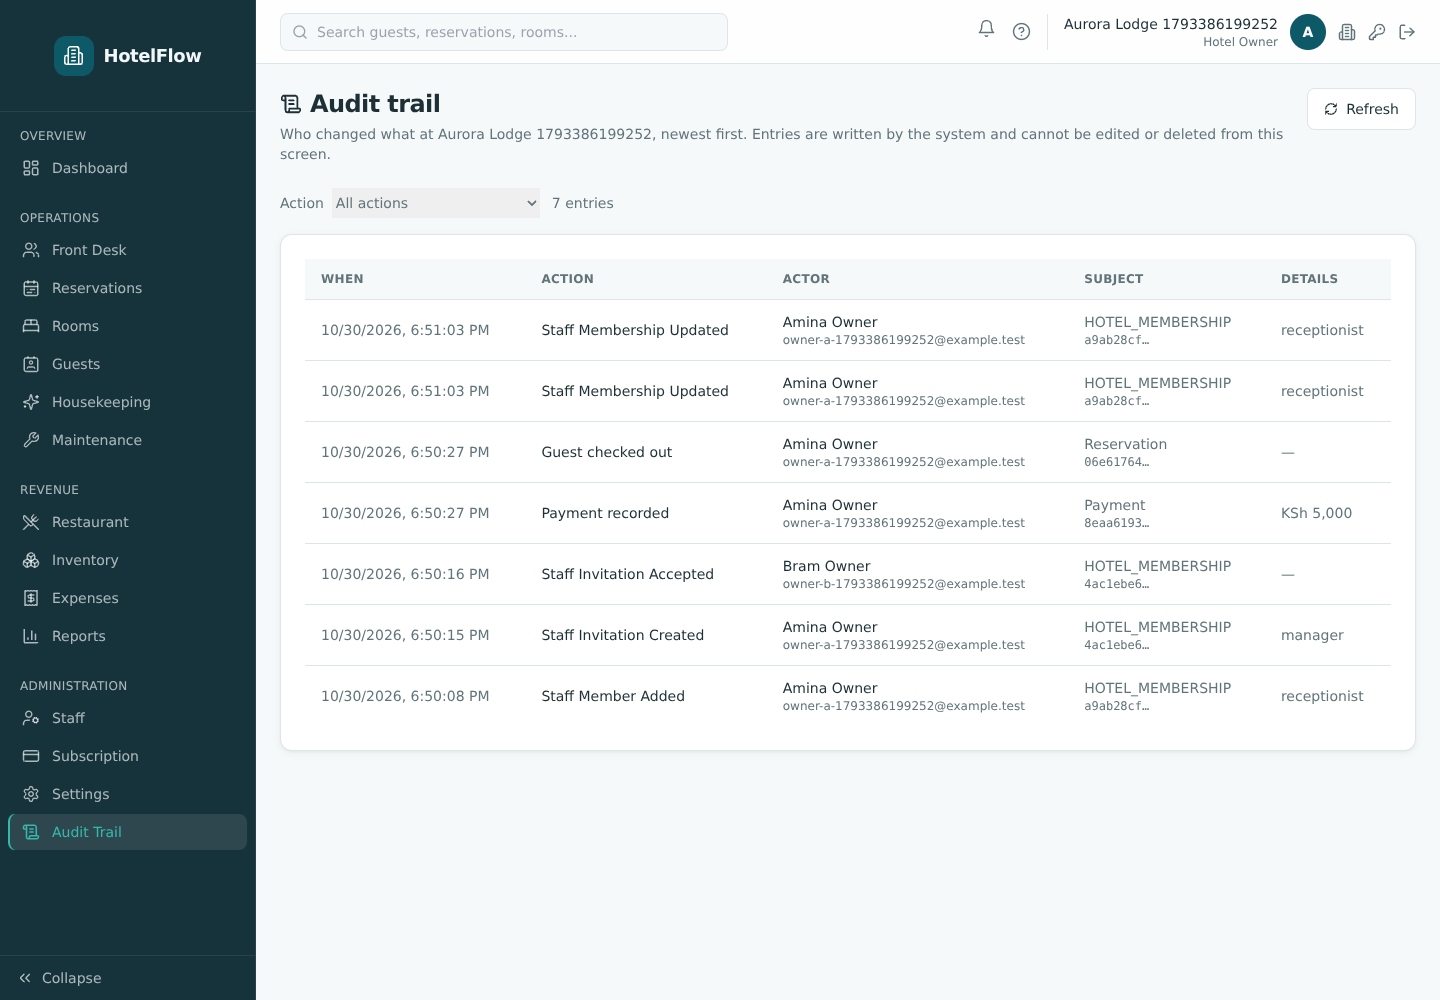 HotelFlow
OVERVIEW
Dashboard
OPERATIONS
Front Desk
Reservations
Rooms
Guests
Housekeeping
Maintenance
REVENUE
Restaurant
Inventory
Expenses
Reports
ADMINISTRATION
Staff
Subscription
Settings
Audit Trail
Collapse
Search guests, reservations, rooms...
Aurora Lodge 1793386199252
Hotel Owner
A
Audit trail
Who changed what at Aurora Lodge 1793386199252, newest first. Entries are written by the system and cannot be edited or deleted from this
screen.
Refresh
Action All actions 7 entries
WHEN ACTION ACTOR SUBJECT DETAILS
10/30/2026, 6:51:03 PM Staff Membership Updated Amina Owner HOTEL_MEMBERSHIP receptionist
owner-a-1793386199252@example.test a9ab28cf…
10/30/2026, 6:51:03 PM Staff Membership Updated Amina Owner HOTEL_MEMBERSHIP receptionist
owner-a-1793386199252@example.test a9ab28cf…
10/30/2026, 6:50:27 PM Guest checked out Amina Owner Reservation —
owner-a-1793386199252@example.test 06e61764…
10/30/2026, 6:50:27 PM Payment recorded Amina Owner Payment KSh 5,000
owner-a-1793386199252@example.test 8eaa6193…
10/30/2026, 6:50:16 PM Staff Invitation Accepted Bram Owner HOTEL_MEMBERSHIP —
owner-b-1793386199252@example.test 4ac1ebe6…
10/30/2026, 6:50:15 PM Staff Invitation Created Amina Owner HOTEL_MEMBERSHIP manager
owner-a-1793386199252@example.test 4ac1ebe6…
10/30/2026, 6:50:08 PM Staff Member Added Amina Owner HOTEL_MEMBERSHIP receptionist
owner-a-1793386199252@example.test a9ab28cf…